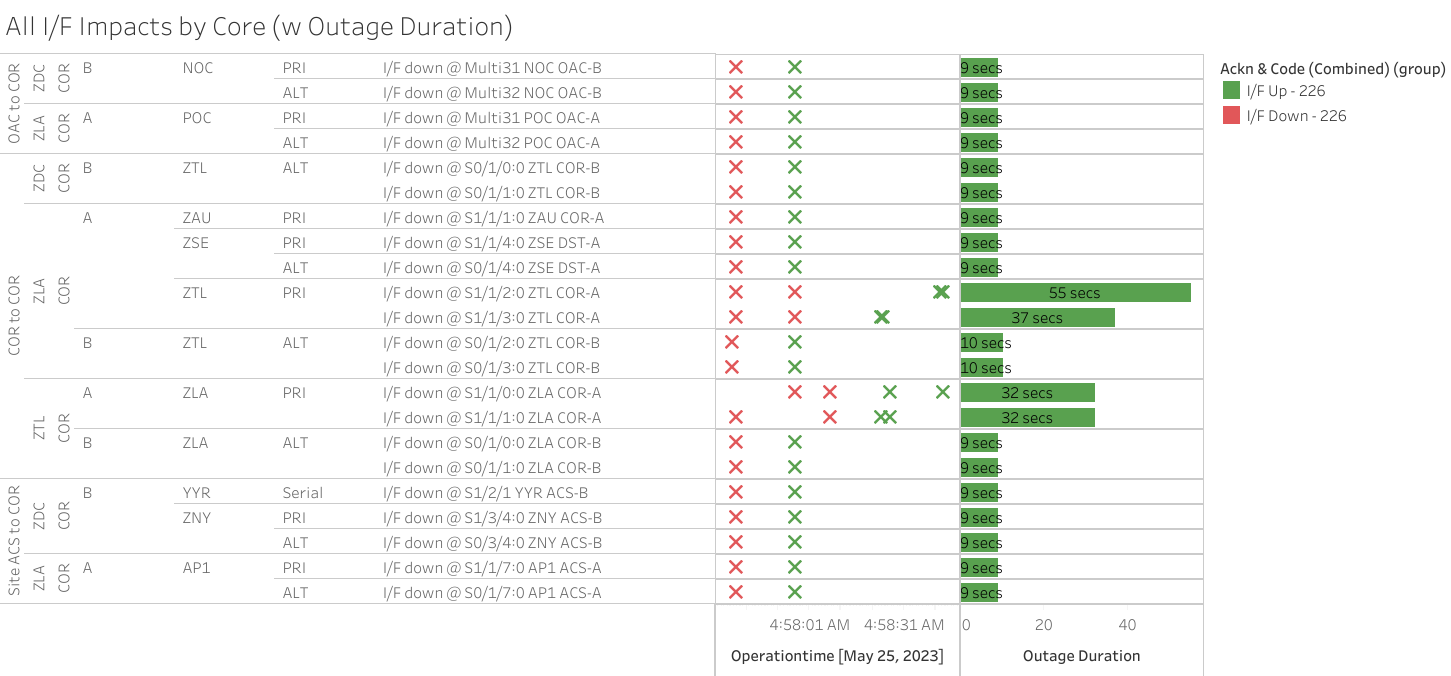 All I/F Impacts by Core (w Outage Duration)
OAC to COR ZDC COR B NOC PRI I/F down @ Multi31 NOC OAC-B 9 secs
ALT I/F down @ Multi32 NOC OAC-B 9 secs
ZLA COR A POC PRI I/F down @ Multi31 POC OAC-A 9 secs
ALT I/F down @ Multi32 POC OAC-A 9 secs
COR to COR ZDC COR B ZTL ALT I/F down @ S0/1/0:0 ZTL COR-B 9 secs
I/F down @ S0/1/1:0 ZTL COR-B 9 secs
ZLA COR A ZAU PRI I/F down @ S1/1/1:0 ZAU COR-A 9 secs
ZSE PRI I/F down @ S1/1/4:0 ZSE DST-A 9 secs
ALT I/F down @ S0/1/4:0 ZSE DST-A 9 secs
ZTL PRI I/F down @ S1/1/2:0 ZTL COR-A 55 secs
I/F down @ S1/1/3:0 ZTL COR-A 37 secs
B ZTL ALT I/F down @ S0/1/2:0 ZTL COR-B 10 secs
I/F down @ S0/1/3:0 ZTL COR-B 10 secs
ZTL COR A ZLA PRI I/F down @ S1/1/0:0 ZLA COR-A 32 secs
I/F down @ S1/1/1:0 ZLA COR-A 32 secs
B ZLA ALT I/F down @ S0/1/0:0 ZLA COR-B 9 secs
I/F down @ S0/1/1:0 ZLA COR-B 9 secs
Site ACS to COR ZDC COR B YYR Serial I/F down @ S1/2/1 YYR ACS-B 9 secs
ZNY PRI I/F down @ S1/3/4:0 ZNY ACS-B 9 secs
ALT I/F down @ S0/3/4:0 ZNY ACS-B 9 secs
ZLA COR A AP1 PRI I/F down @ S1/1/7:0 AP1 ACS-A 9 secs
ALT I/F down @ S0/1/7:0 AP1 ACS-A 9 secs
4:58:01 AM 4:58:31 AM 0 20 40
Operationtime [May 25, 2023] Outage Duration
Ackn & Code (Combined) (group)
I/F Up - 226
I/F Down - 226